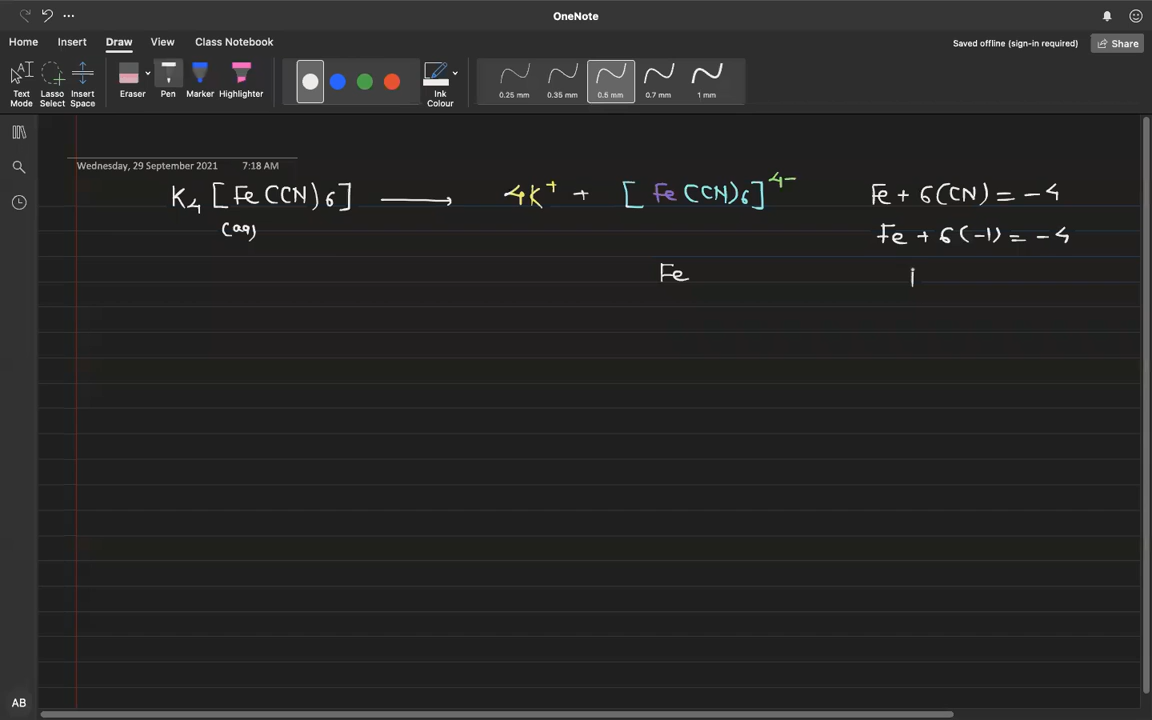 OneNote
Home Insert Draw View Class Notebook
Saved offline (sign-in required) Share
Text Mode Lasso Select Insert Space Eraser Pen Marker Highlighter Ink Colour 0.25 mm 0.35 mm 0.5 mm 0.7 mm 1 mm
Wednesday, 29 September 2021 7:18 AM
K₄ [Fe(CN)₆] ⟶ 4K⁺ + [Fe(CN)₆]⁴⁻ Fe + 6(CN) = -4
(aq) Fe + 6(-1) = -4
Fe
AB